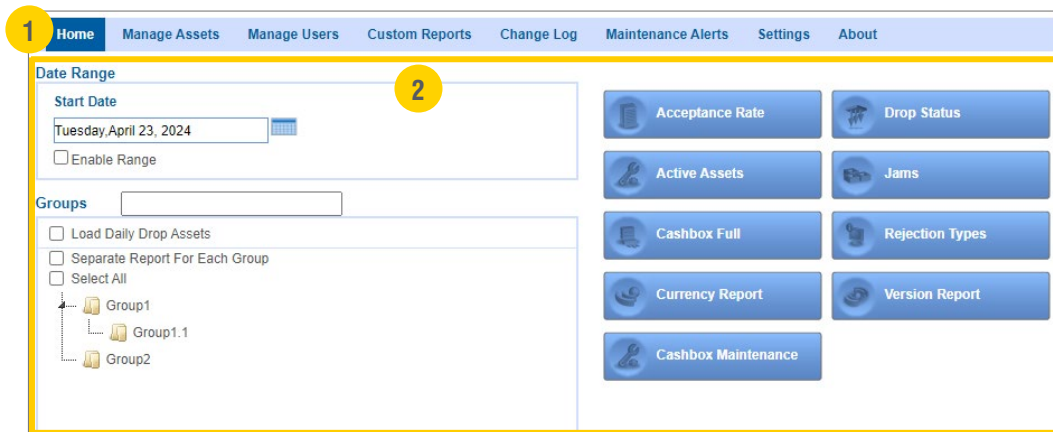 1
Home Manage Assets Manage Users Custom Reports Change Log Maintenance Alerts Settings About
2
Date Range
Start Date
Tuesday,April 23, 2024
Enable Range
Groups
Load Daily Drop Assets
Separate Report For Each Group
Select All
Group1
Group1.1
Group2
Acceptance Rate
Drop Status
Active Assets
Jams
Cashbox Full
Rejection Types
Currency Report
Version Report
Cashbox Maintenance